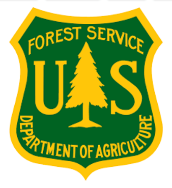 FOREST SERVICE
U S
DEPARTMENT OF AGRICULTURE